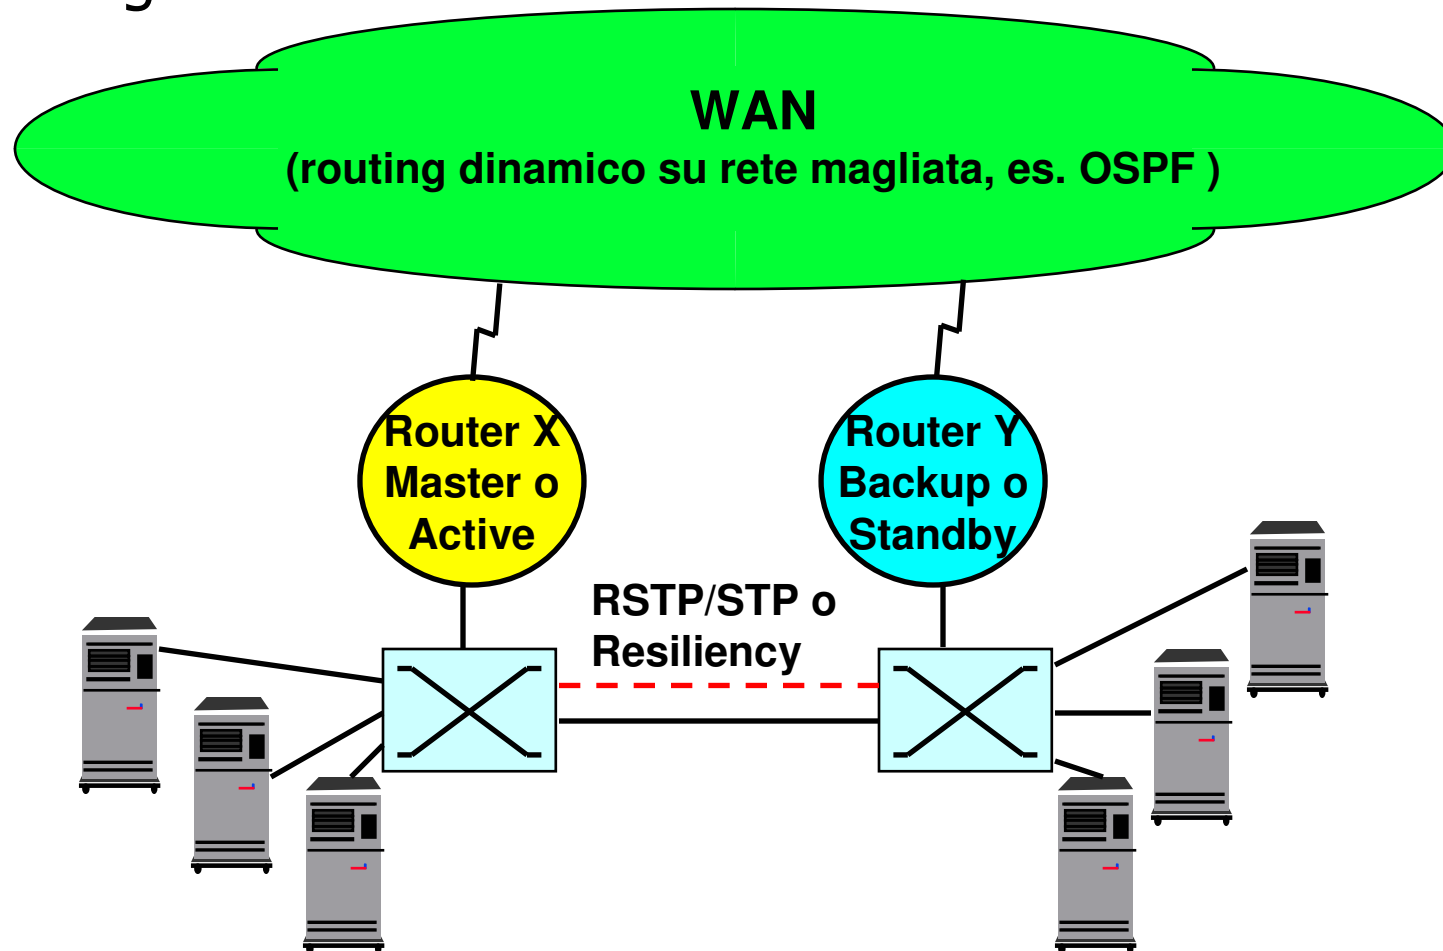 WAN
(routing dinamico su rete magliata, es. OSPF )
Router X
Master o
Active
Router Y
Backup o
Standby
RSTP/STP o
Resiliency